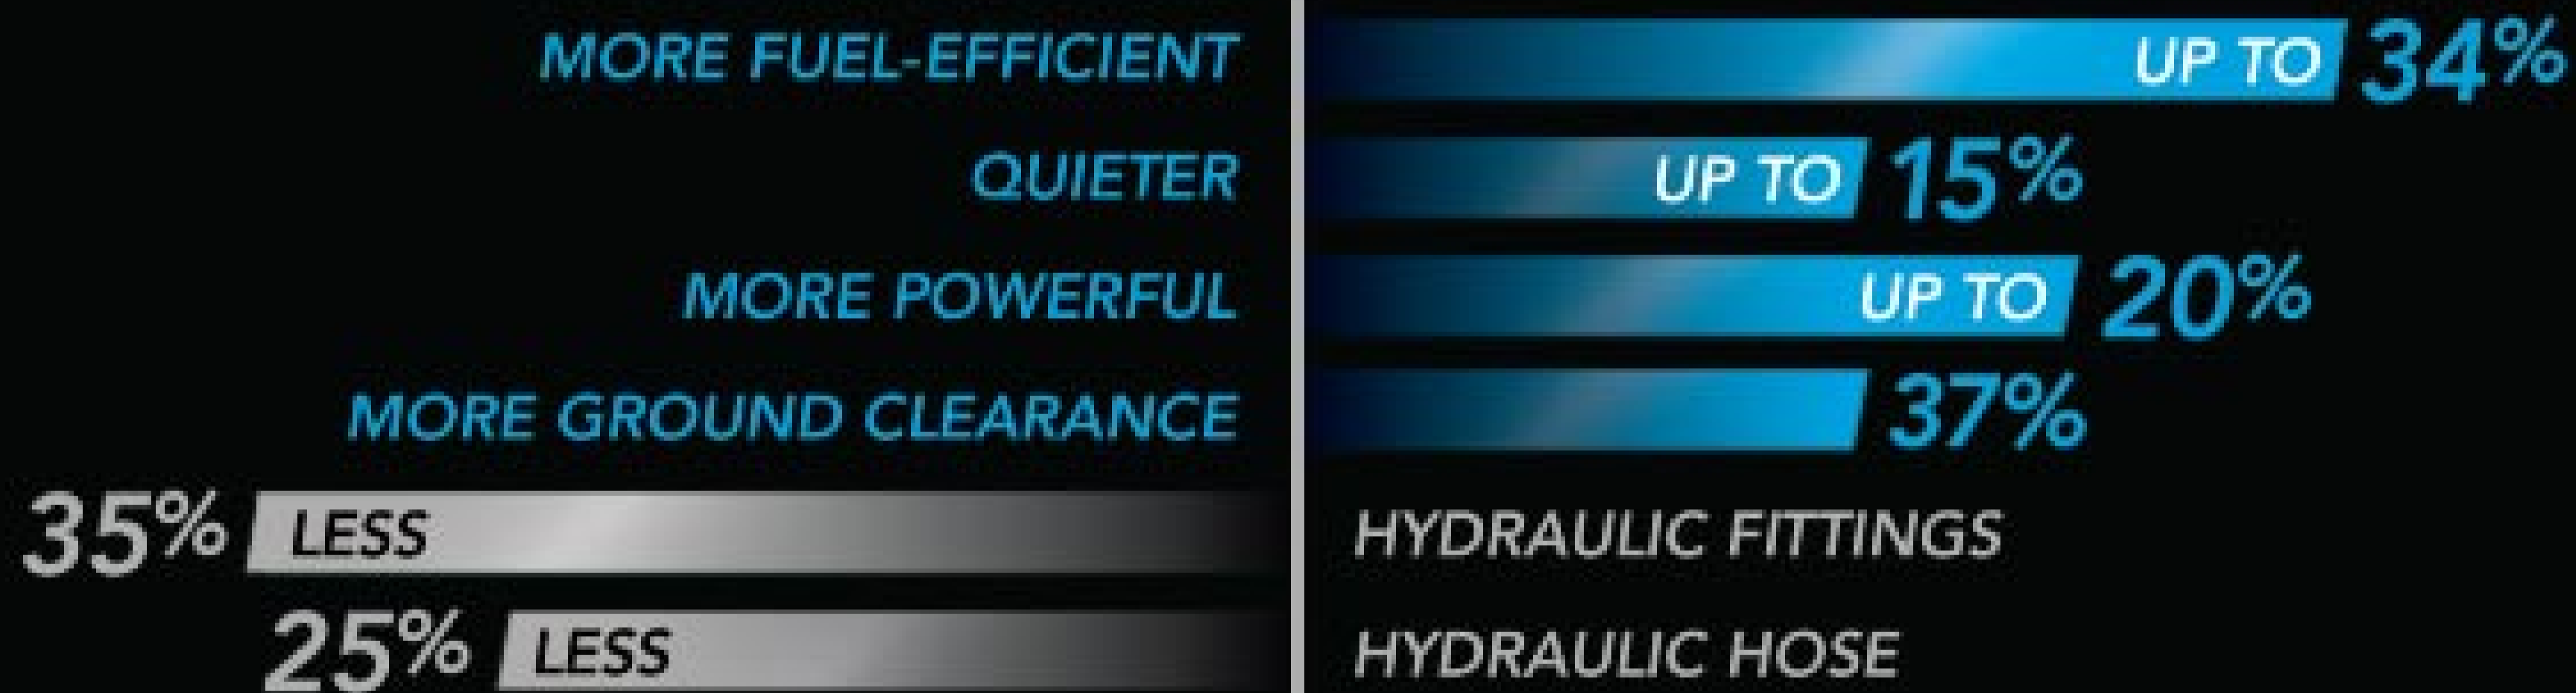 MORE FUEL-EFFICIENT UP TO 34%
QUIETER UP TO 15%
MORE POWERFUL UP TO 20%
MORE GROUND CLEARANCE 37%
35% LESS HYDRAULIC FITTINGS
25% LESS HYDRAULIC HOSE